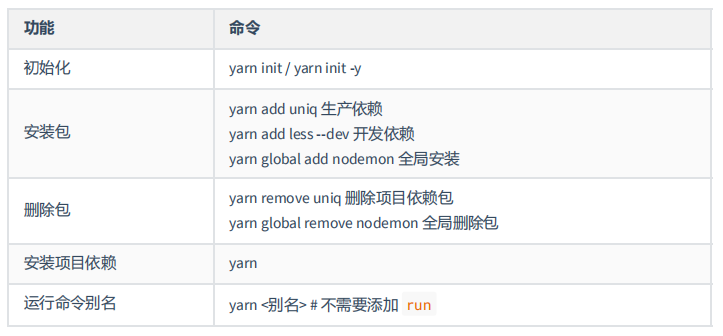 功能 命令
初始化 yarn init / yarn init -y
安装包
yarn add uniq 生产依赖
yarn add less --dev 开发依赖
yarn global add nodemon 全局安装
删除包
yarn remove uniq 删除项目依赖包
yarn global remove nodemon 全局删除包
安装项目依赖 yarn
运行命令别名 yarn <别名> # 不需要添加 run